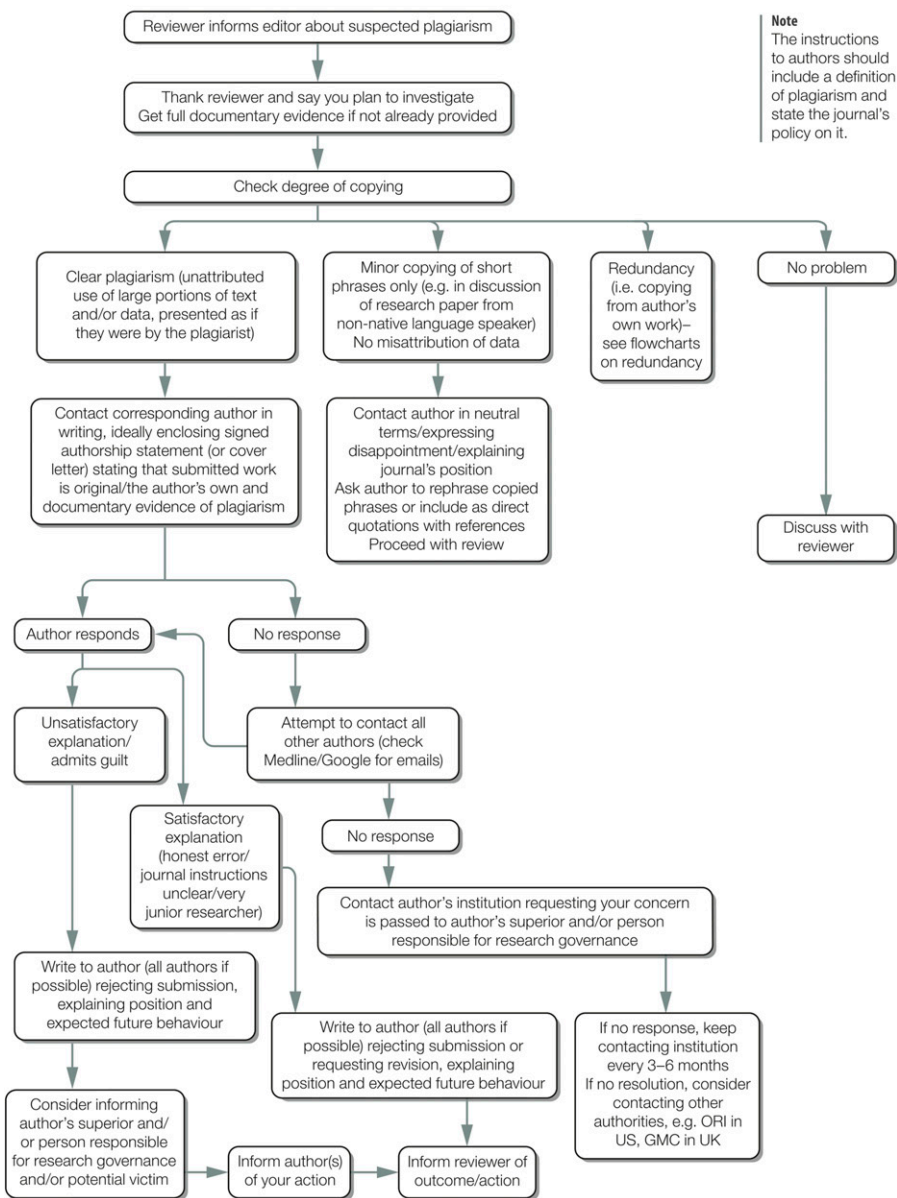 Reviewer informs editor about suspected plagiarism
Note
The instructions
to authors should
include a definition
of plagiarism and
state the journal's
policy on it.
Thank reviewer and say you plan to investigate
Get full documentary evidence if not already provided
Check degree of copying
Clear plagiarism (unattributed
use of large portions of text
and/or data, presented as if
they were by the plagiarist)
Minor copying of short
phrases only (e.g. in discussion
of research paper from
non-native language speaker)
No misattribution of data
Redundancy
(i.e. copying
from author's
own work)–
see flowcharts
on redundancy
No problem
Contact corresponding author in
writing, ideally enclosing signed
authorship statement (or cover
letter) stating that submitted work
is original/the author's own and
documentary evidence of plagiarism
Contact author in neutral
terms/expressing
disappointment/explaining
journal's position
Ask author to rephrase copied
phrases or include as direct
quotations with references
Proceed with review
Discuss with
reviewer
Author responds
No response
Unsatisfactory
explanation/
admits guilt
Attempt to contact all
other authors (check
Medline/Google for emails)
Satisfactory
explanation
(honest error/
journal instructions
unclear/very
junior researcher)
No response
Contact author's institution requesting your concern
is passed to author's superior and/or person
responsible for research governance
Write to author (all authors if
possible) rejecting submission,
explaining position and
expected future behaviour
Write to author (all authors if
possible) rejecting submission or
requesting revision, explaining
position and expected future behaviour
If no response, keep
contacting institution
every 3–6 months
If no resolution, consider
contacting other
authorities, e.g. ORI in
US, GMC in UK
Consider informing
author's superior and/
or person responsible
for research governance
and/or potential victim
Inform author(s)
of your action
Inform reviewer of
outcome/action